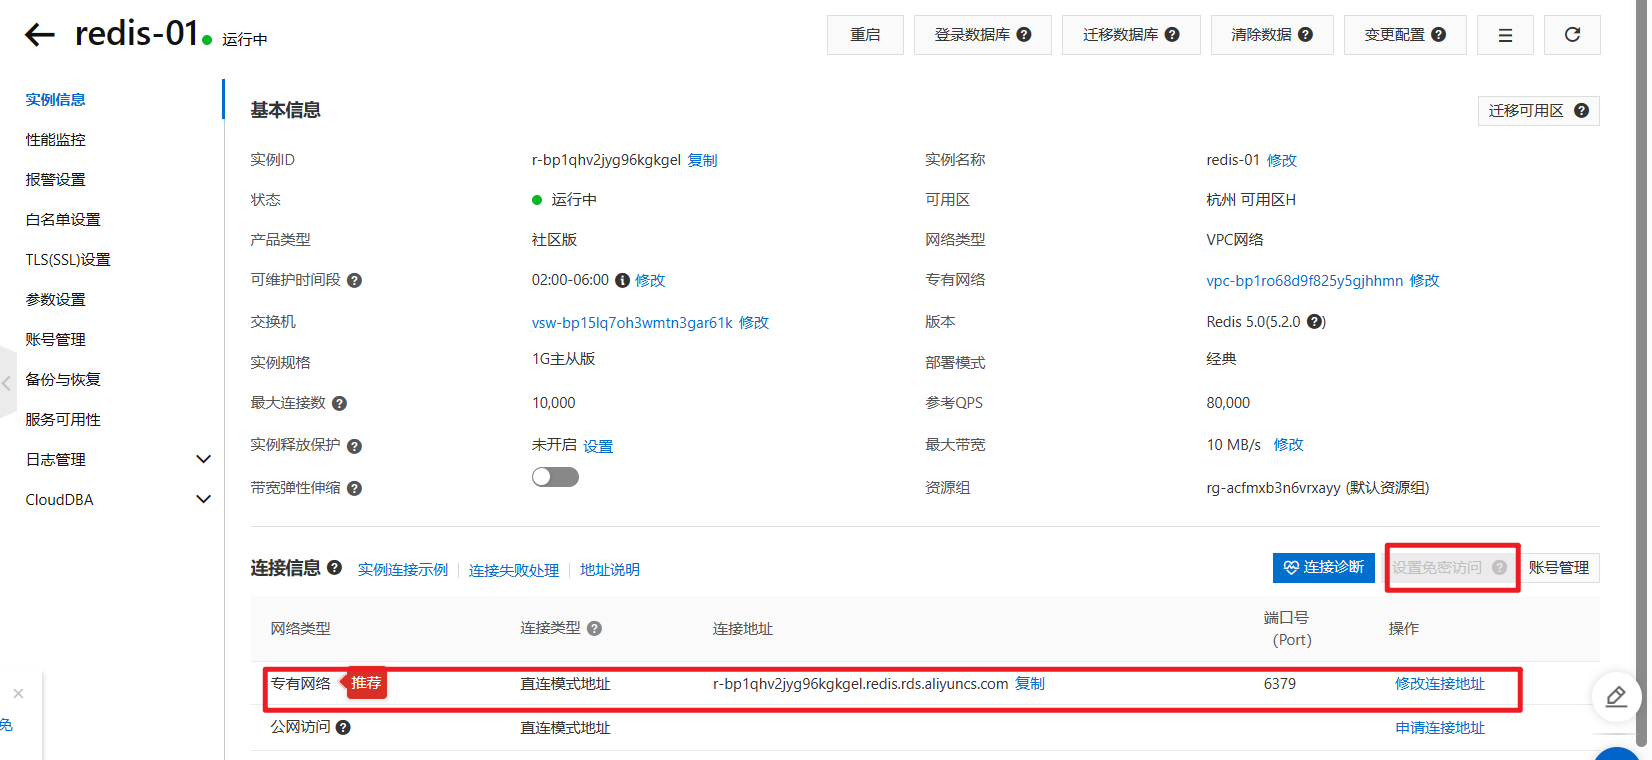 redis-01 运行中 重启 登录数据库 迁移数据库 清除数据 变更配置
实例信息
性能监控
报警设置
白名单设置
TLS(SSL)设置
参数设置
账号管理
备份与恢复
服务可用性
日志管理
CloudDBA
免
基本信息 迁移可用区
实例ID r-bp1qhv2jyg96kgkgel 复制 实例名称 redis-01 修改
状态 运行中 可用区 杭州 可用区H
产品类型 社区版 网络类型 VPC网络
可维护时间段 02:00-06:00 修改 专有网络 vpc-bp1ro68d9f825y5gjhhmn 修改
交换机 vsw-bp15lq7oh3wmtn3gar61k 修改 版本 Redis 5.0(5.2.0 )
实例规格 1G主从版 部署模式 经典
最大连接数 10,000 参考QPS 80,000
实例释放保护 未开启 设置 最大带宽 10 MB/s 修改
带宽弹性伸缩 资源组 rg-acfmxb3n6vrxayy (默认资源组)
连接信息 实例连接示例 连接失败处理 地址说明 连接诊断 设置免密访问 账号管理
网络类型 连接类型 连接地址 端口号 操作
(Port)
专有网络 推荐 直连模式地址 r-bp1qhv2jyg96kgkgel.redis.rds.aliyuncs.com 复制 6379 修改连接地址
公网访问 直连模式地址 申请连接地址